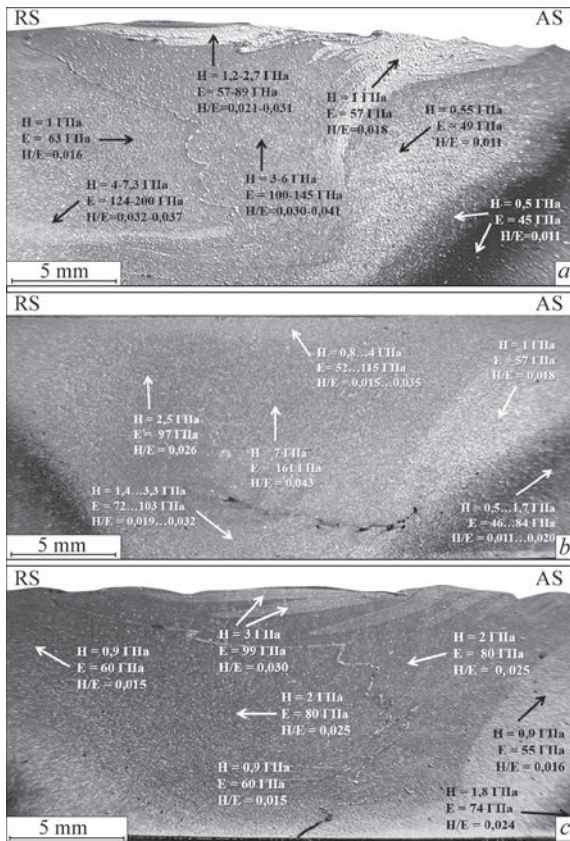 RS AS
H = 1,2-2,7 ГПа
E = 57-89 ГПа
H/E=0,021-0,031
H = 1 ГПа
E = 57 ГПа
H/E=0,018
H = 0,55 ГПа
E = 49 ГПа
H/E=0,011
H = 1 ГПа
E = 63 ГПа
H/E=0,016
H = 4-7,3 ГПа
E = 124-200 ГПа
H/E=0,032-0,037
H = 3-6 ГПа
E = 100-145 ГПа
H/E=0,030-0,041
H = 0,5 ГПа
E = 45 ГПа
H/E=0,011
5 mm
a
RS AS
H = 0,8...4 ГПа
E = 52...115 ГПа
H/E = 0,015...0,035
H = 1 ГПа
E = 57 ГПа
H/E = 0,018
H = 2,5 ГПа
E = 97 ГПа
H/E = 0,026
H = 7 ГПа
E = 161 ГПа
H/E = 0,043
H = 1,4...3,3 ГПа
E = 72...103 ГПа
H/E = 0,019...0,032
H = 0,5...1,7 ГПа
E = 46...84 ГПа
H/E = 0,011...0,020
5 mm
b
RS AS
H = 0,9 ГПа
E = 60 ГПа
H/E = 0,015
H = 3 ГПа
E = 99 ГПа
H/E = 0,030
H = 2 ГПа
E = 80 ГПа
H/E = 0,025
H = 2 ГПа
E = 80 ГПа
H/E = 0,025
H = 0,9 ГПа
E = 60 ГПа
H/E = 0,015
H = 0,9 ГПа
E = 55 ГПа
H/E = 0,016
H = 1,8 ГПа
E = 74 ГПа
H/E = 0,024
5 mm
c